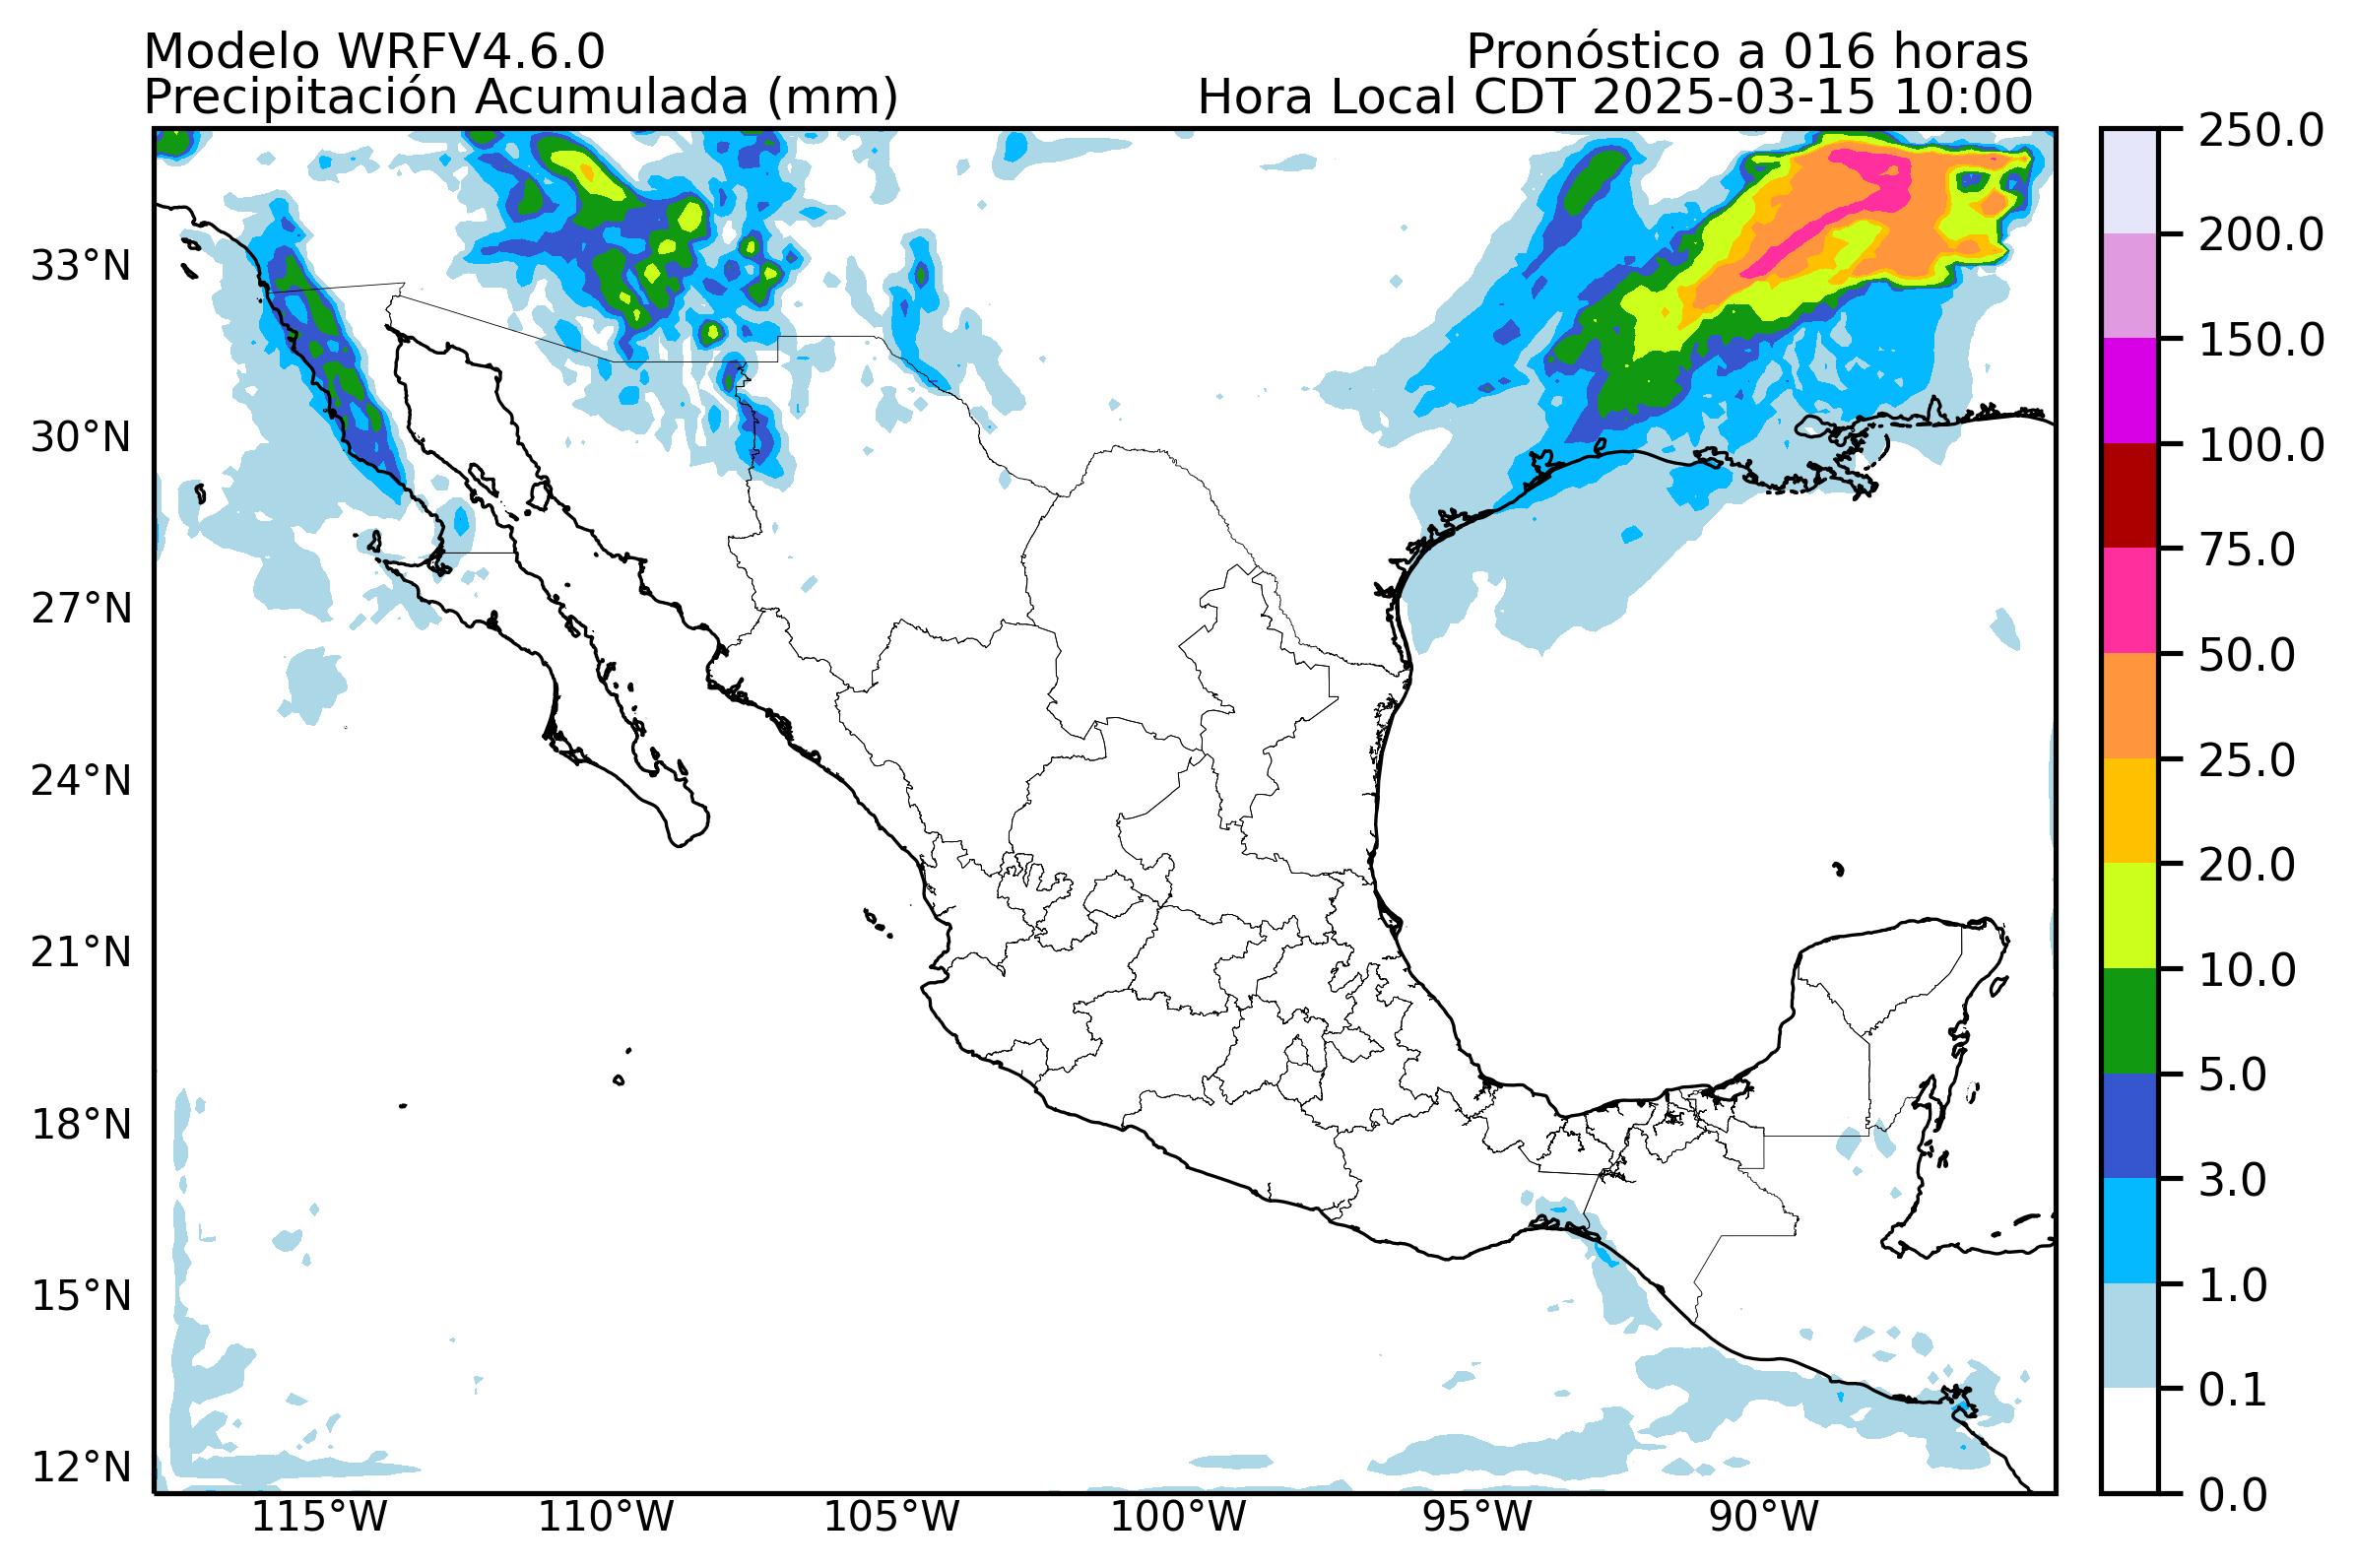 Modelo WRFV4.6.0
Pronóstico a 016 horas
Precipitación Acumulada (mm)
Hora Local CDT 2025-03-15 10:00
33°N
30°N
27°N
24°N
21°N
18°N
15°N
12°N
115°W
110°W
105°W
100°W
95°W
90°W
250.0
200.0
150.0
100.0
75.0
50.0
25.0
20.0
10.0
5.0
3.0
1.0
0.1
0.0